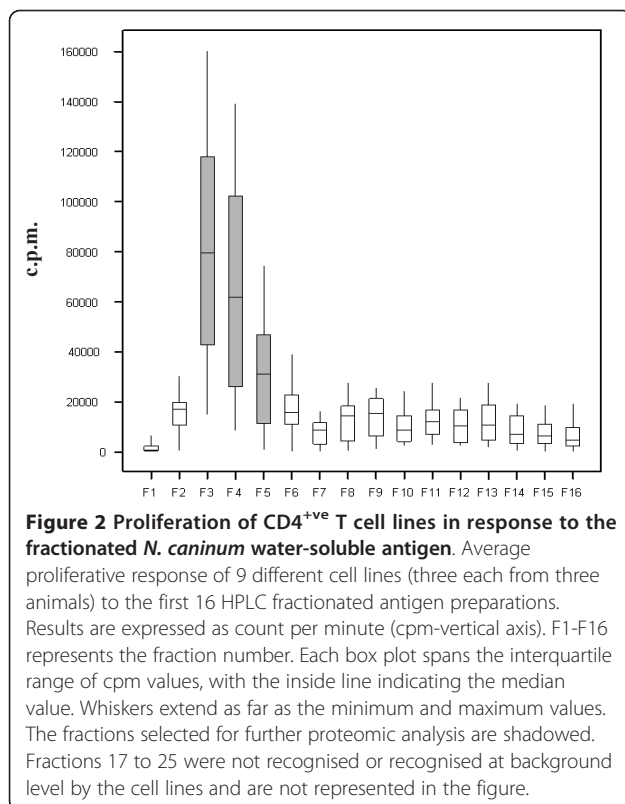 160000
140000
120000
100000
80000
60000
40000
20000
0
c.p.m.
F1 F2 F3 F4 F5 F6 F7 F8 F9 F10 F11 F12 F13 F14 F15 F16
Figure 2 Proliferation of CD4+ve T cell lines in response to the
fractionated N. caninum water-soluble antigen. Average
proliferative response of 9 different cell lines (three each from three
animals) to the first 16 HPLC fractionated antigen preparations.
Results are expressed as count per minute (cpm-vertical axis). F1-F16
represents the fraction number. Each box plot spans the interquartile
range of cpm values, with the inside line indicating the median
value. Whiskers extend as far as the minimum and maximum values.
The fractions selected for further proteomic analysis are shadowed.
Fractions 17 to 25 were not recognised or recognised at background
level by the cell lines and are not represented in the figure.